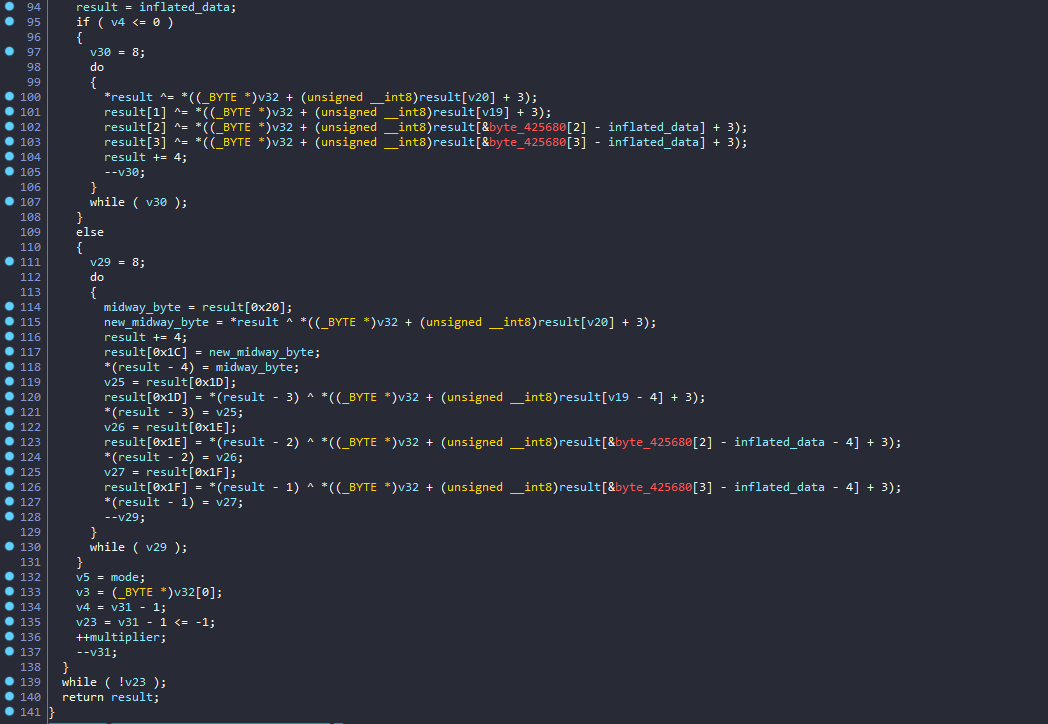 94 result = inflated_data;
95 if ( v4 <= 0 )
96 {
97 v30 = 8;
98 do
99 {
100 *result ^= *((_BYTE *)v32 + (unsigned __int8)result[v20] + 3);
101 result[1] ^= *((_BYTE *)v32 + (unsigned __int8)result[v19] + 3);
102 result[2] ^= *((_BYTE *)v32 + (unsigned __int8)result[&byte_425680[2] - inflated_data] + 3);
103 result[3] ^= *((_BYTE *)v32 + (unsigned __int8)result[&byte_425680[3] - inflated_data] + 3);
104 result += 4;
105 --v30;
106 }
107 while ( v30 );
108 }
109 else
110 {
111 v29 = 8;
112 do
113 {
114 midway_byte = result[0x20];
115 new_midway_byte = *result ^ *((_BYTE *)v32 + (unsigned __int8)result[v20] + 3);
116 result += 4;
117 result[0x1C] = new_midway_byte;
118 *(result - 4) = midway_byte;
119 v25 = result[0x1D];
120 result[0x1D] = *(result - 3) ^ *((_BYTE *)v32 + (unsigned __int8)result[v19 - 4] + 3);
121 *(result - 3) = v25;
122 v26 = result[0x1E];
123 result[0x1E] = *(result - 2) ^ *((_BYTE *)v32 + (unsigned __int8)result[&byte_425680[2] - inflated_data - 4] + 3);
124 *(result - 2) = v26;
125 v27 = result[0x1F];
126 result[0x1F] = *(result - 1) ^ *((_BYTE *)v32 + (unsigned __int8)result[&byte_425680[3] - inflated_data - 4] + 3);
127 *(result - 1) = v27;
128 --v29;
129 }
130 while ( v29 );
131 }
132 v5 = mode;
133 v3 = (_BYTE *)v32[0];
134 v4 = v31 - 1;
135 v23 = v31 - 1 <= -1;
136 ++multiplier;
137 --v31;
138 }
139 while ( !v23 );
140 return result;
141 }